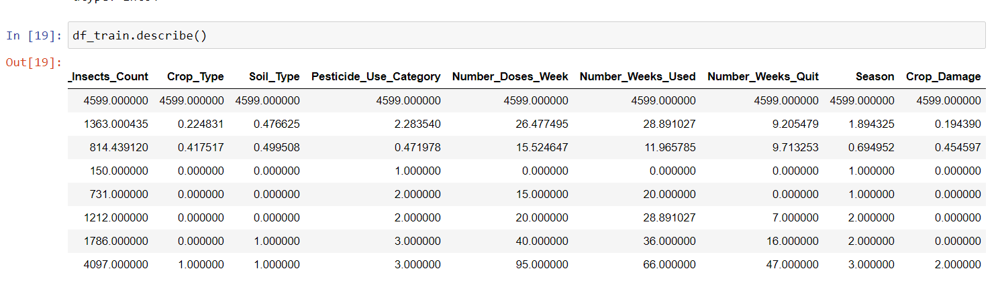 In [19]: df_train.describe()
Out[19]:
_Insects_Count Crop_Type Soil_Type Pesticide_Use_Category Number_Doses_Week Number_Weeks_Used Number_Weeks_Quit Season Crop_Damage
4599.000000 4599.000000 4599.000000 4599.000000 4599.000000 4599.000000 4599.000000 4599.000000 4599.000000
1363.000435 0.224831 0.476625 2.283540 26.477495 28.891027 9.205479 1.894325 0.194390
814.439120 0.417517 0.499508 0.471978 15.524647 11.965785 9.713253 0.694952 0.454597
150.000000 0.000000 0.000000 1.000000 0.000000 0.000000 0.000000 1.000000 0.000000
731.000000 0.000000 0.000000 2.000000 15.000000 20.000000 0.000000 1.000000 0.000000
1212.000000 0.000000 0.000000 2.000000 20.000000 28.891027 7.000000 2.000000 0.000000
1786.000000 0.000000 1.000000 3.000000 40.000000 36.000000 16.000000 2.000000 0.000000
4097.000000 1.000000 1.000000 3.000000 95.000000 66.000000 47.000000 3.000000 2.000000